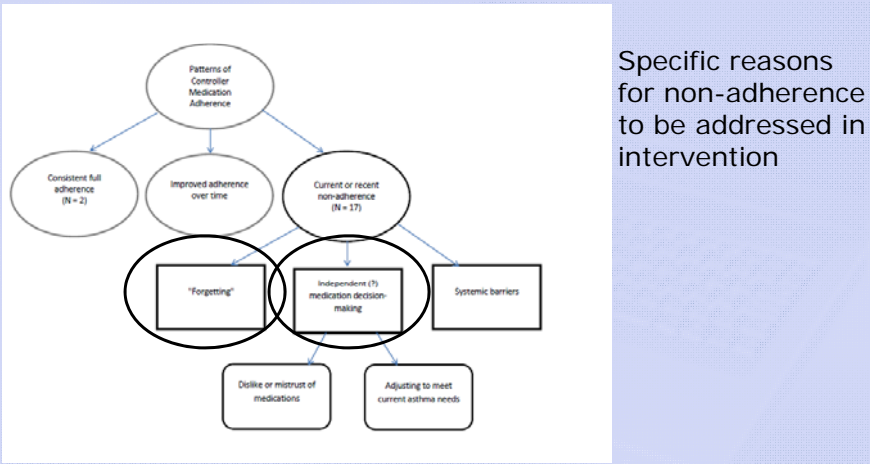 Patterns of
Controller
Medication
Adherence
Consistent full
adherence
(N = 2)
Improved adherence
over time
Current or recent
non-adherence
(N = 17)
"Forgetting"
Independent (?)
medication decision-
making
Systemic barriers
Dislike or mistrust of
medications
Adjusting to meet
current asthma needs
Specific reasons
for non-adherence
to be addressed in
intervention